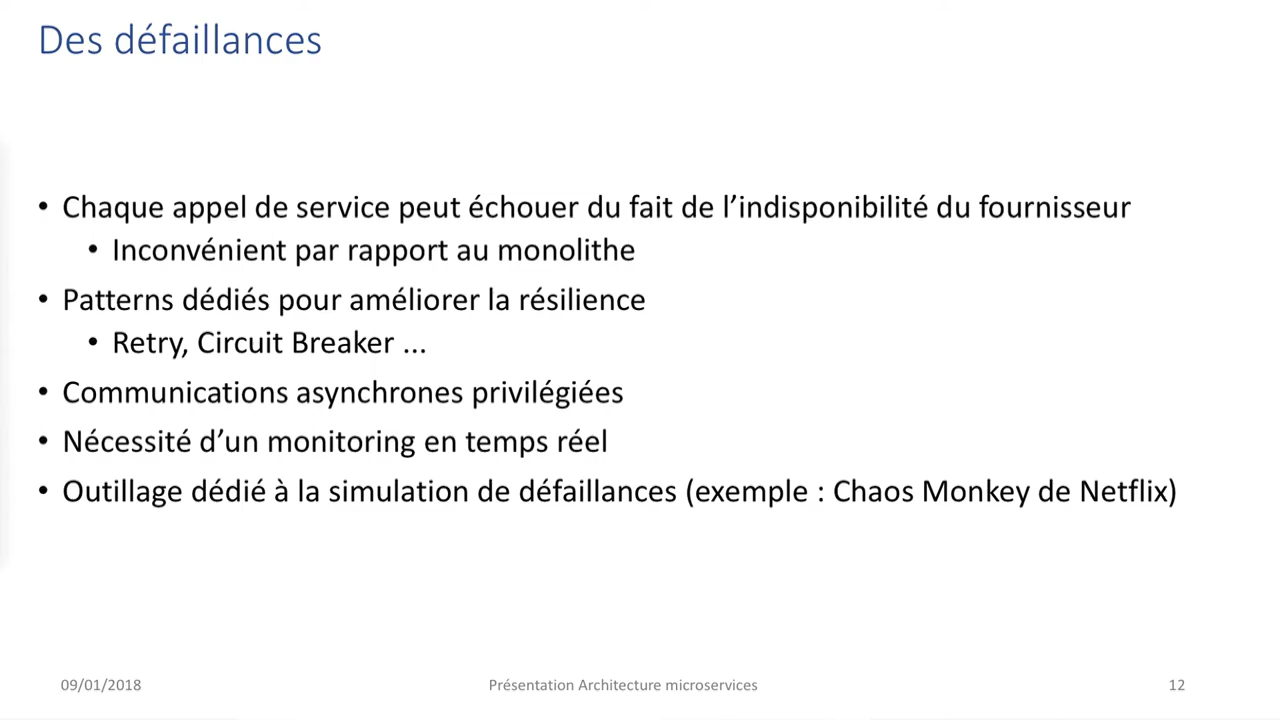 Des défaillances
• Chaque appel de service peut échouer du fait de l’indisponibilité du fournisseur
• Inconvénient par rapport au monolithe
• Patterns dédiés pour améliorer la résilience
• Retry, Circuit Breaker ...
• Communications asynchrones privilégiées
• Nécessité d’un monitoring en temps réel
• Outillage dédié à la simulation de défaillances (exemple : Chaos Monkey de Netflix)
09/01/2018 Présentation Architecture microservices 12